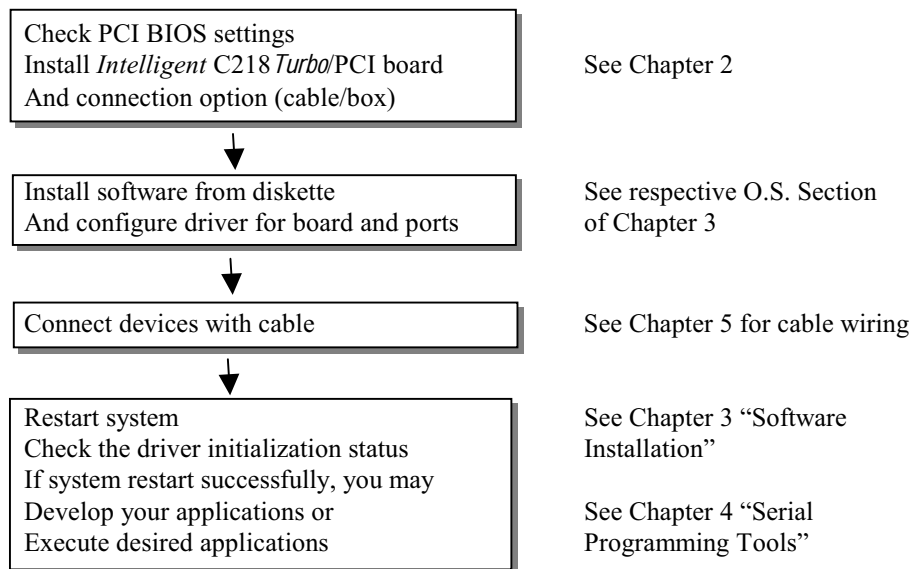 Check PCI BIOS settings
Install Intelligent C218Turbo/PCI board
And connection option (cable/box)
See Chapter 2
Install software from diskette
And configure driver for board and ports
See respective O.S. Section
of Chapter 3
Connect devices with cable
See Chapter 5 for cable wiring
Restart system
Check the driver initialization status
If system restart successfully, you may
Develop your applications or
Execute desired applications
See Chapter 3 “Software
Installation”
See Chapter 4 “Serial
Programming Tools”